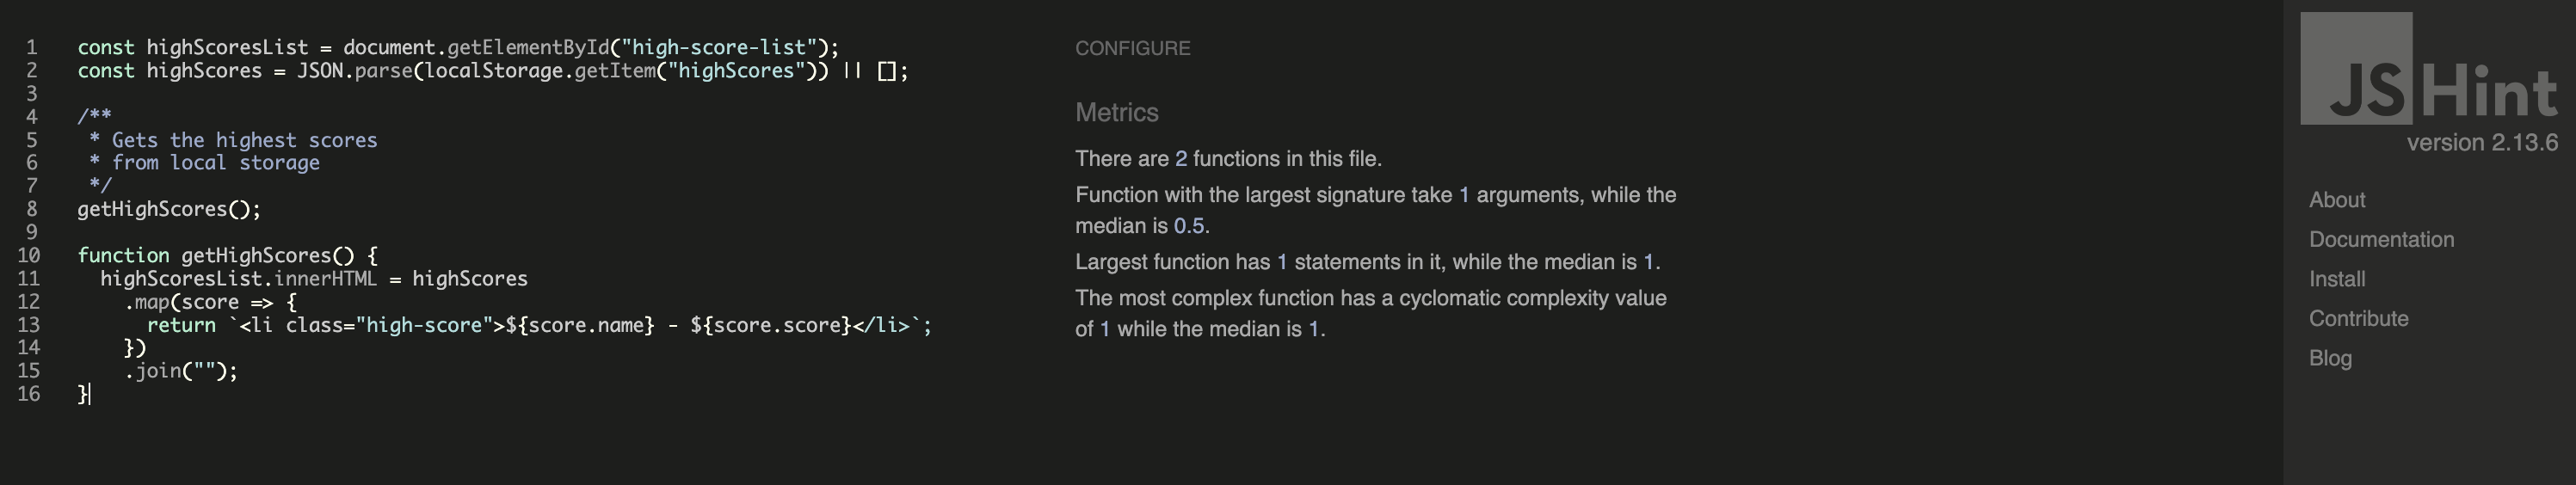 1 const highScoresList = document.getElementById("high-score-list");
2 const highScores = JSON.parse(localStorage.getItem("highScores")) || [];
3
4 /**
5  * Gets the highest scores
6  * from local storage
7  */
8 getHighScores();
9
10 function getHighScores() {
11   highScoresList.innerHTML = highScores
12     .map(score => {
13       return `<li class="high-score">${score.name} - ${score.score}</li>`;
14     })
15     .join("");
16 }
CONFIGURE
Metrics
There are 2 functions in this file.
Function with the largest signature take 1 arguments, while the
median is 0.5.
Largest function has 1 statements in it, while the median is 1.
The most complex function has a cyclomatic complexity value
of 1 while the median is 1.
JSHint
version 2.13.6
About
Documentation
Install
Contribute
Blog